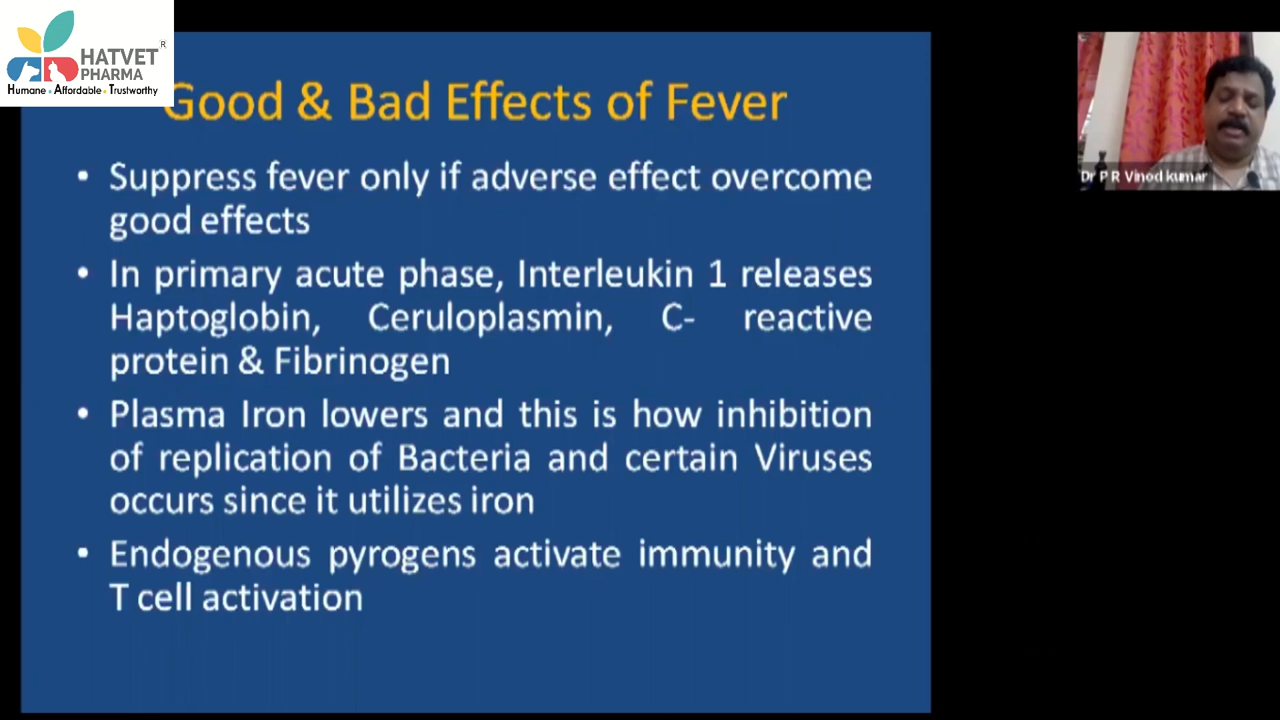 HATVET®
PHARMA
Humane • Affordable • Trustworthy
Good & Bad Effects of Fever
• Suppress fever only if adverse effect overcome
good effects
• In primary acute phase, Interleukin 1 releases
Haptoglobin, Ceruloplasmin, C- reactive
protein & Fibrinogen
• Plasma Iron lowers and this is how inhibition
of replication of Bacteria and certain Viruses
occurs since it utilizes iron
• Endogenous pyrogens activate immunity and
T cell activation
Dr P R Vinod kumar